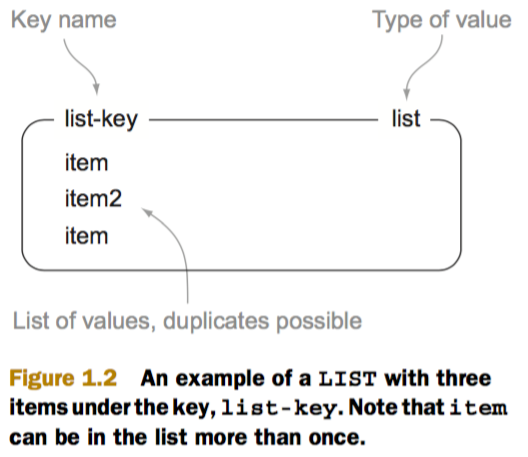 Key name
Type of value
list-key
list
item
item2
item
List of values, duplicates possible
Figure 1.2 An example of a LIST with three
items under the key, list-key. Note that item
can be in the list more than once.